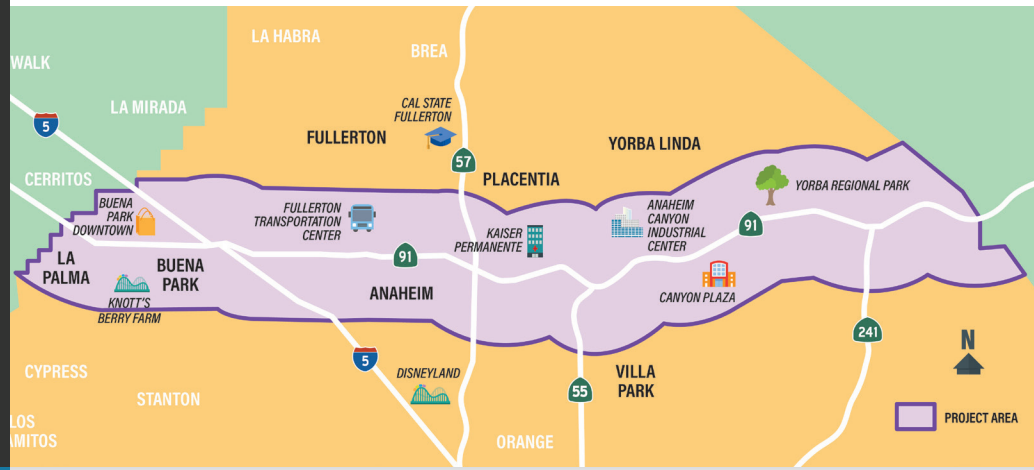 LA HABRA
BREA
WALK
LA MIRADA
5
CAL STATE
FULLERTON
FULLERTON
57
YORBA LINDA
PLACENTIA
CERRITOS
BUENA
PARK
DOWNTOWN
FULLERTON
TRANSPORTATION
CENTER
KAISER
PERMANENTE
ANAHEIM
CANYON
INDUSTRIAL
CENTER
YORBA REGIONAL PARK
91
91
LA
PALMA
BUENA
PARK
KNOTT'S
BERRY FARM
ANAHEIM
CANYON PLAZA
241
N
5
DISNEYLAND
55
VILLA
PARK
CYPRESS
STANTON
LOS
AMITOS
ORANGE
PROJECT AREA